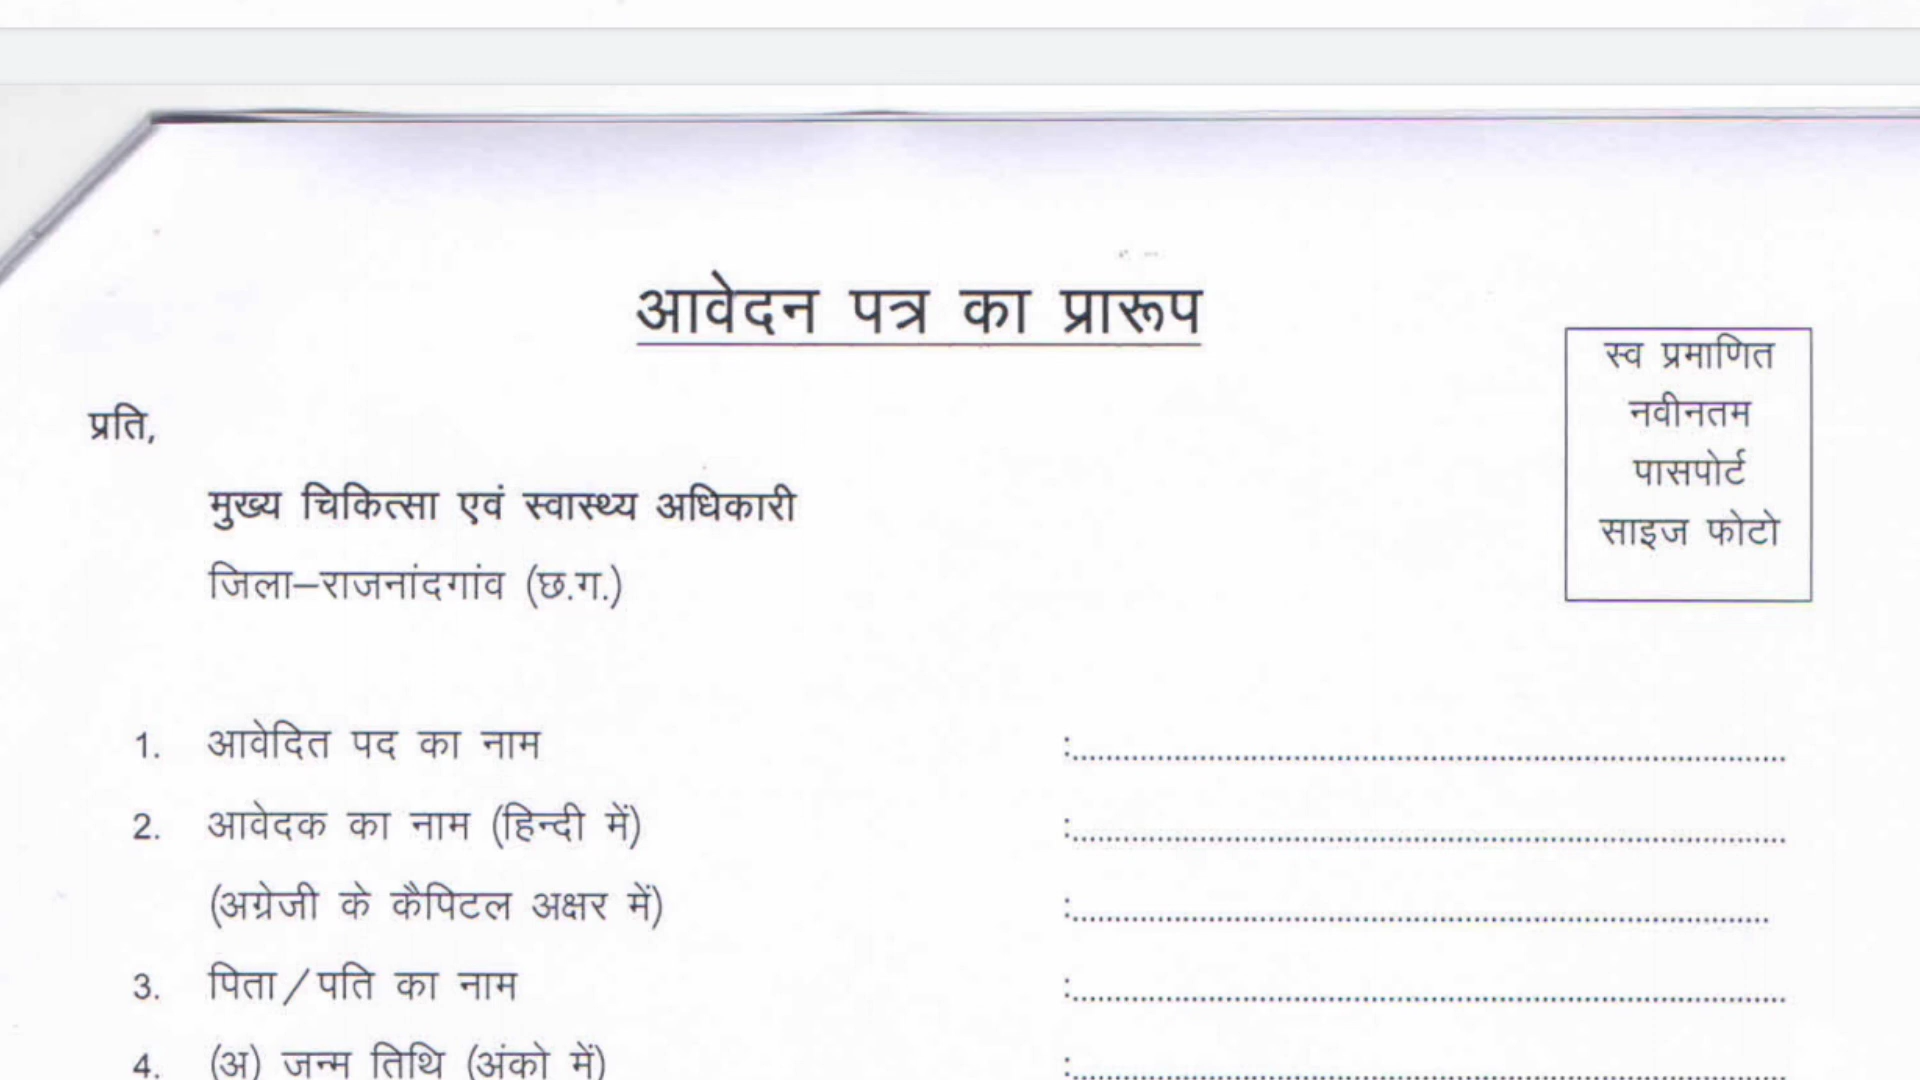 आवेदन पत्र का प्रारूप
स्व प्रमाणित
नवीनतम
पासपोर्ट
साइज फोटो
प्रति,
मुख्य चिकित्सा एवं स्वास्थ्य अधिकारी
जिला–राजनांदगांव (छ.ग.)
1. आवेदित पद का नाम :..........................................................
2. आवेदक का नाम (हिन्दी में) :..........................................................
(अग्रेजी के कैपिटल अक्षर में) :..........................................................
3. पिता/पति का नाम :..........................................................
4. (अ) जन्म तिथि (अंको में) :..........................................................